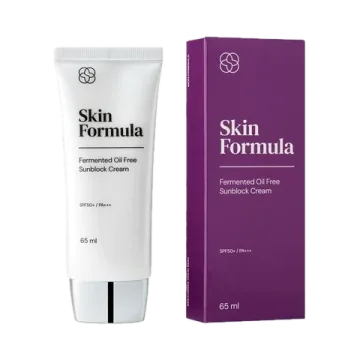 Skin
Formula
Fermented Oil Free
Sunblock Cream
SPF50+ / PA+++
65 ml
Skin
Formula
Fermented Oil Free
Sunblock Cream
SPF50+ / PA+++
65 ml